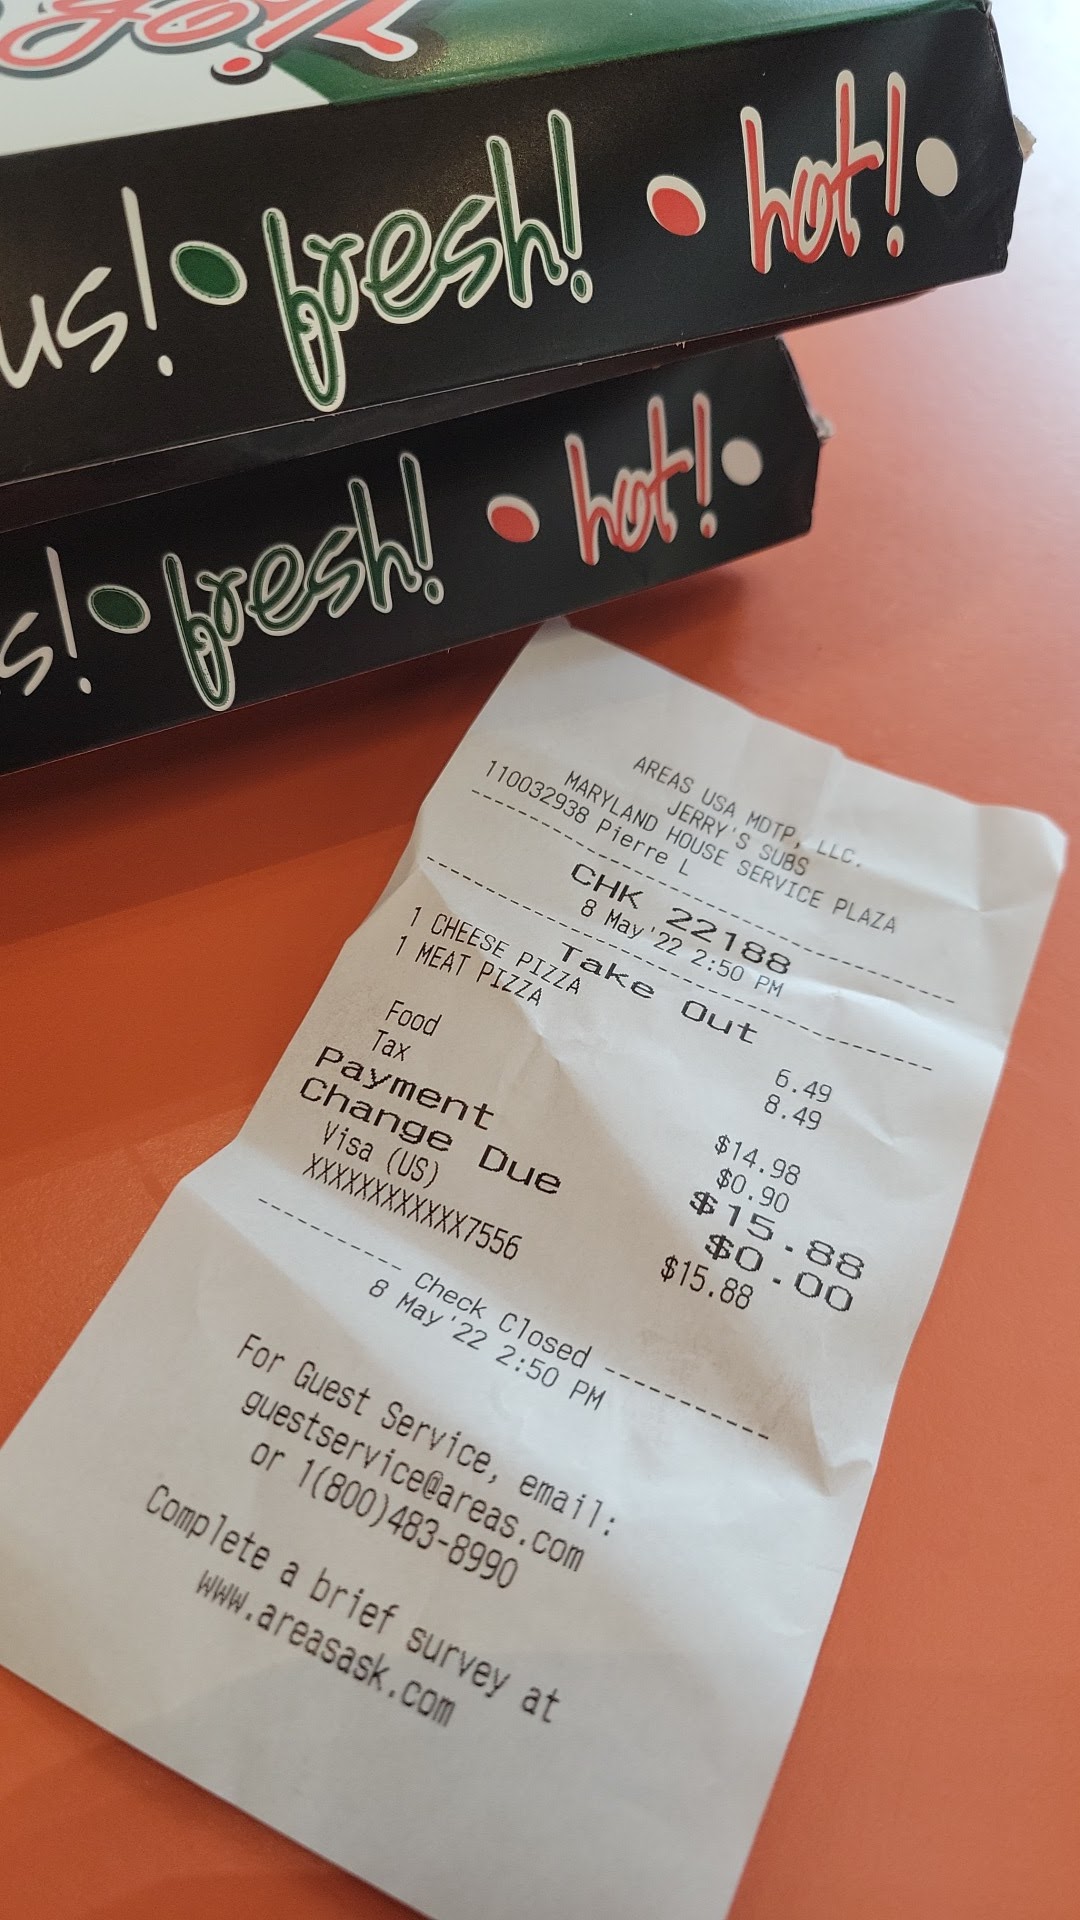 us! • fresh! • hot! •
s! • fresh! • hot! •
AREAS USA MDTP, LLC.
JERRY'S SUBS
MARYLAND HOUSE SERVICE PLAZA
110032938 Pierre L
CHK 22188
8 May'22 2:50 PM
Take Out
1 CHEESE PIZZA 6.49
1 MEAT PIZZA 8.49
Food $14.98
Tax $0.90
Payment $15.88
Change Due $0.00
Visa (US) $15.88
XXXXXXXXXXXX7556
------ Check Closed ------
8 May'22 2:50 PM
For Guest Service, email:
guestservice@areas.com
or 1(800)483-8990
Complete a brief survey at
www.areasask.com